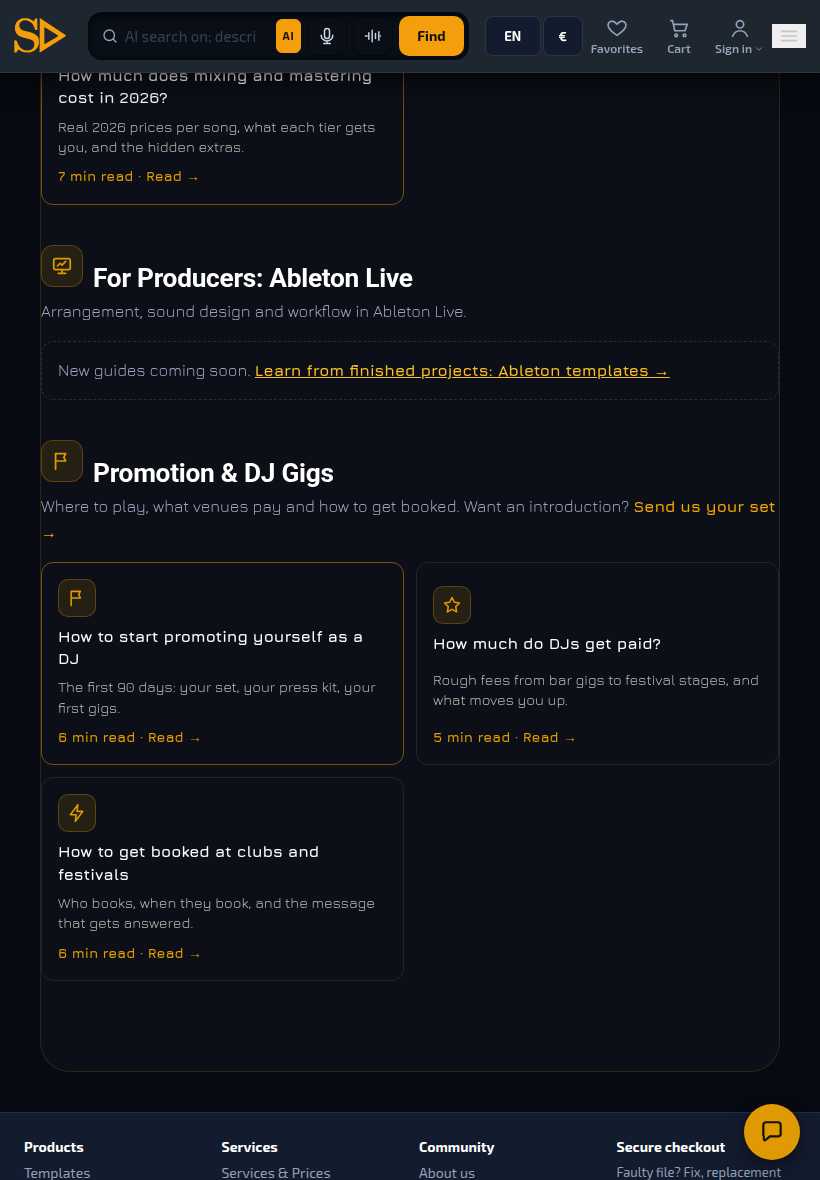 SD
AI search on: descri
AI
Find
EN
€
Favorites
Cart
Sign in
How much does mixing and mastering
cost in 2026?
Real 2026 prices per song, what each tier gets
you, and the hidden extras.
7 min read · Read →
For Producers: Ableton Live
Arrangement, sound design and workflow in Ableton Live.
New guides coming soon. Learn from finished projects: Ableton templates →
Promotion & DJ Gigs
Where to play, what venues pay and how to get booked. Want an introduction? Send us your set
→
How to start promoting yourself as a
DJ
The first 90 days: your set, your press kit, your
first gigs.
6 min read · Read →
How much do DJs get paid?
Rough fees from bar gigs to festival stages, and
what moves you up.
5 min read · Read →
How to get booked at clubs and
festivals
Who books, when they book, and the message
that gets answered.
6 min read · Read →
Products
Services
Community
Secure checkout
Templates
Services & Prices
About us
Faulty file? Fix, replacement